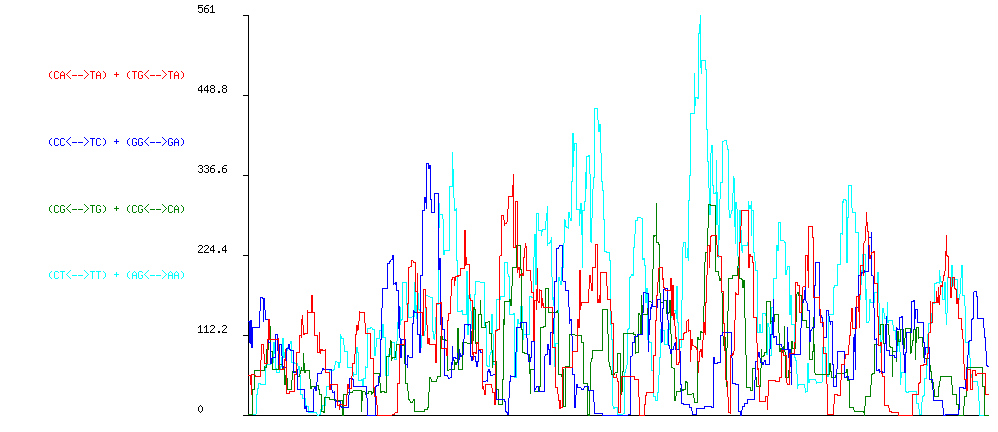 561
(CA<-->TA) + (TG<-->TA)
448.8
(CC<-->TC) + (GG<-->GA)
336.6
(CG<-->TG) + (CG<-->CA)
224.4
(CT<-->TT) + (AG<-->AA)
112.2
0